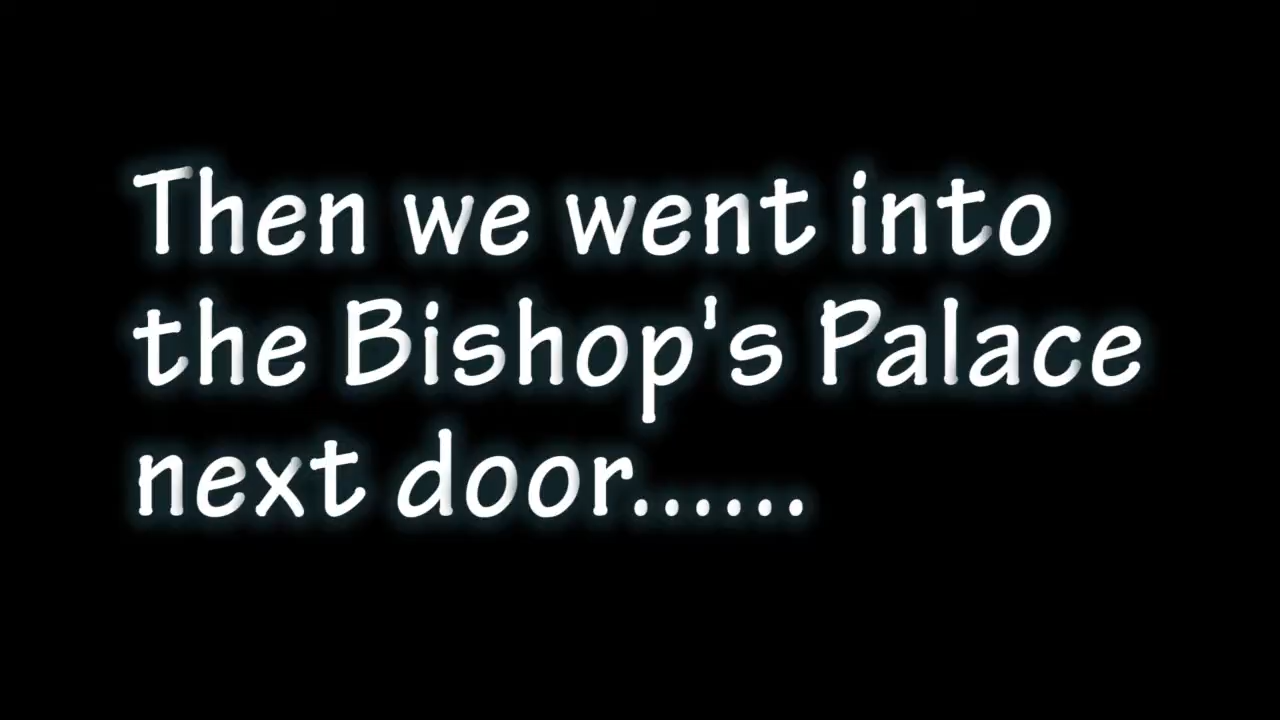 Then we went into
the Bishop's Palace
next door......